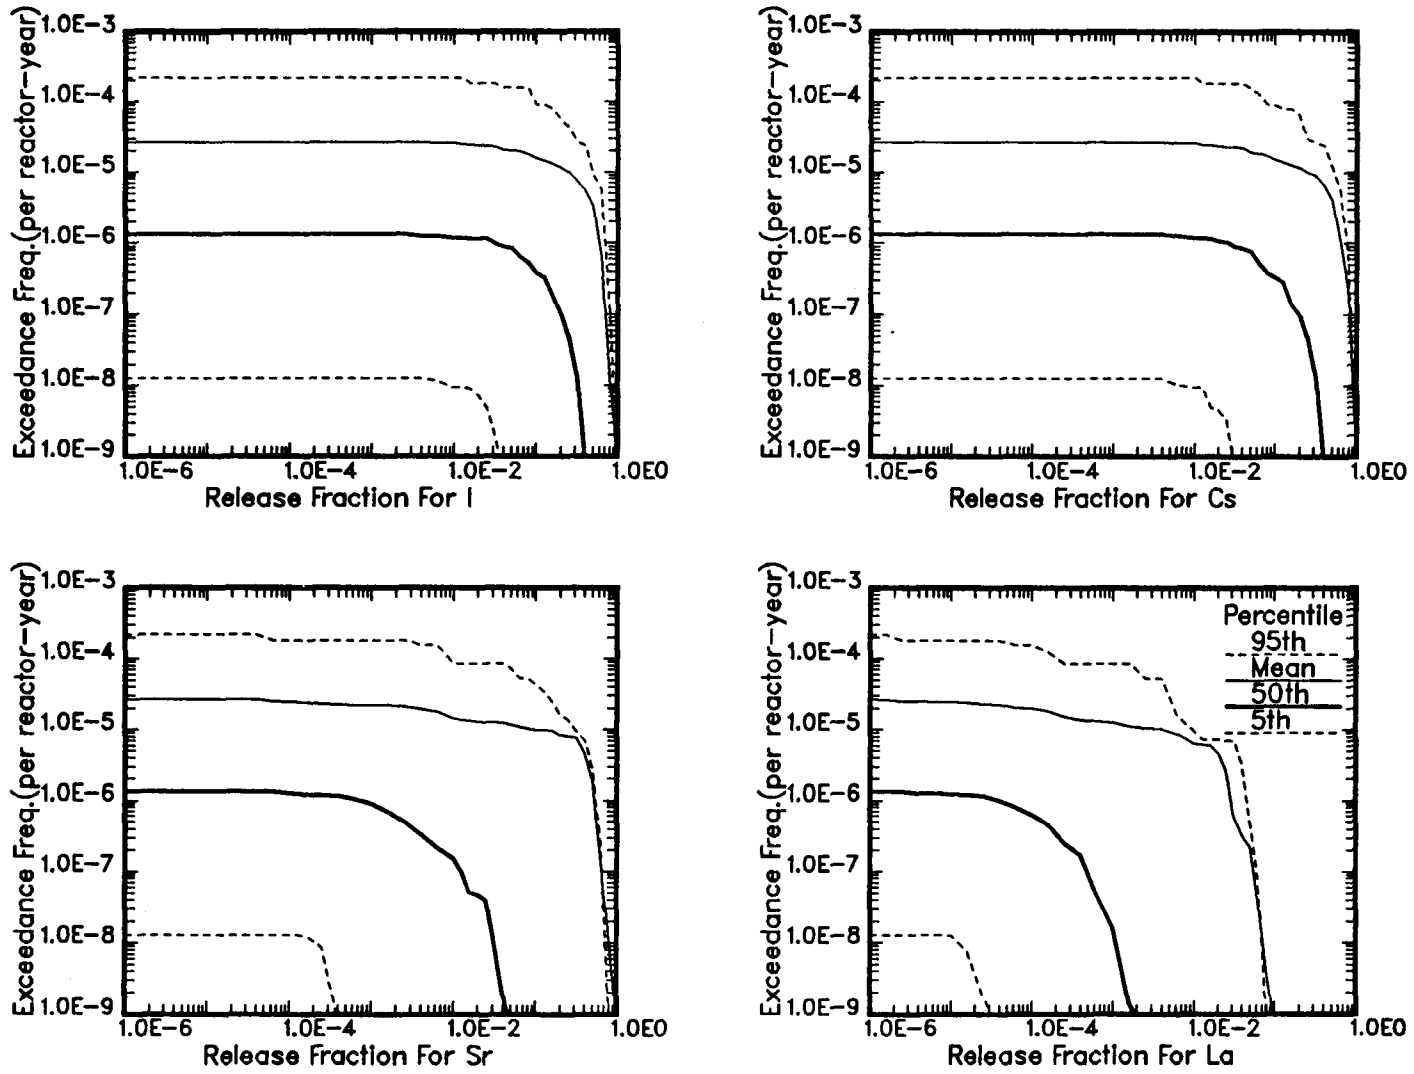 Exceedance Freq.(per reactor-year)
1.0E-3
1.0E-4
1.0E-5
1.0E-6
1.0E-7
1.0E-8
1.0E-9
1.0E-6 1.0E-4 1.0E-2 1.0E0
Release Fraction For I
Exceedance Freq.(per reactor-year)
1.0E-3
1.0E-4
1.0E-5
1.0E-6
1.0E-7
1.0E-8
1.0E-9
1.0E-6 1.0E-4 1.0E-2 1.0E0
Release Fraction For Cs
Exceedance Freq.(per reactor-year)
1.0E-3
1.0E-4
1.0E-5
1.0E-6
1.0E-7
1.0E-8
1.0E-9
1.0E-6 1.0E-4 1.0E-2 1.0E0
Release Fraction For Sr
Exceedance Freq.(per reactor-year)
1.0E-3
1.0E-4
1.0E-5
1.0E-6
1.0E-7
1.0E-8
1.0E-9
Percentile
95th
Mean
50th
5th
1.0E-6 1.0E-4 1.0E-2 1.0E0
Release Fraction For La